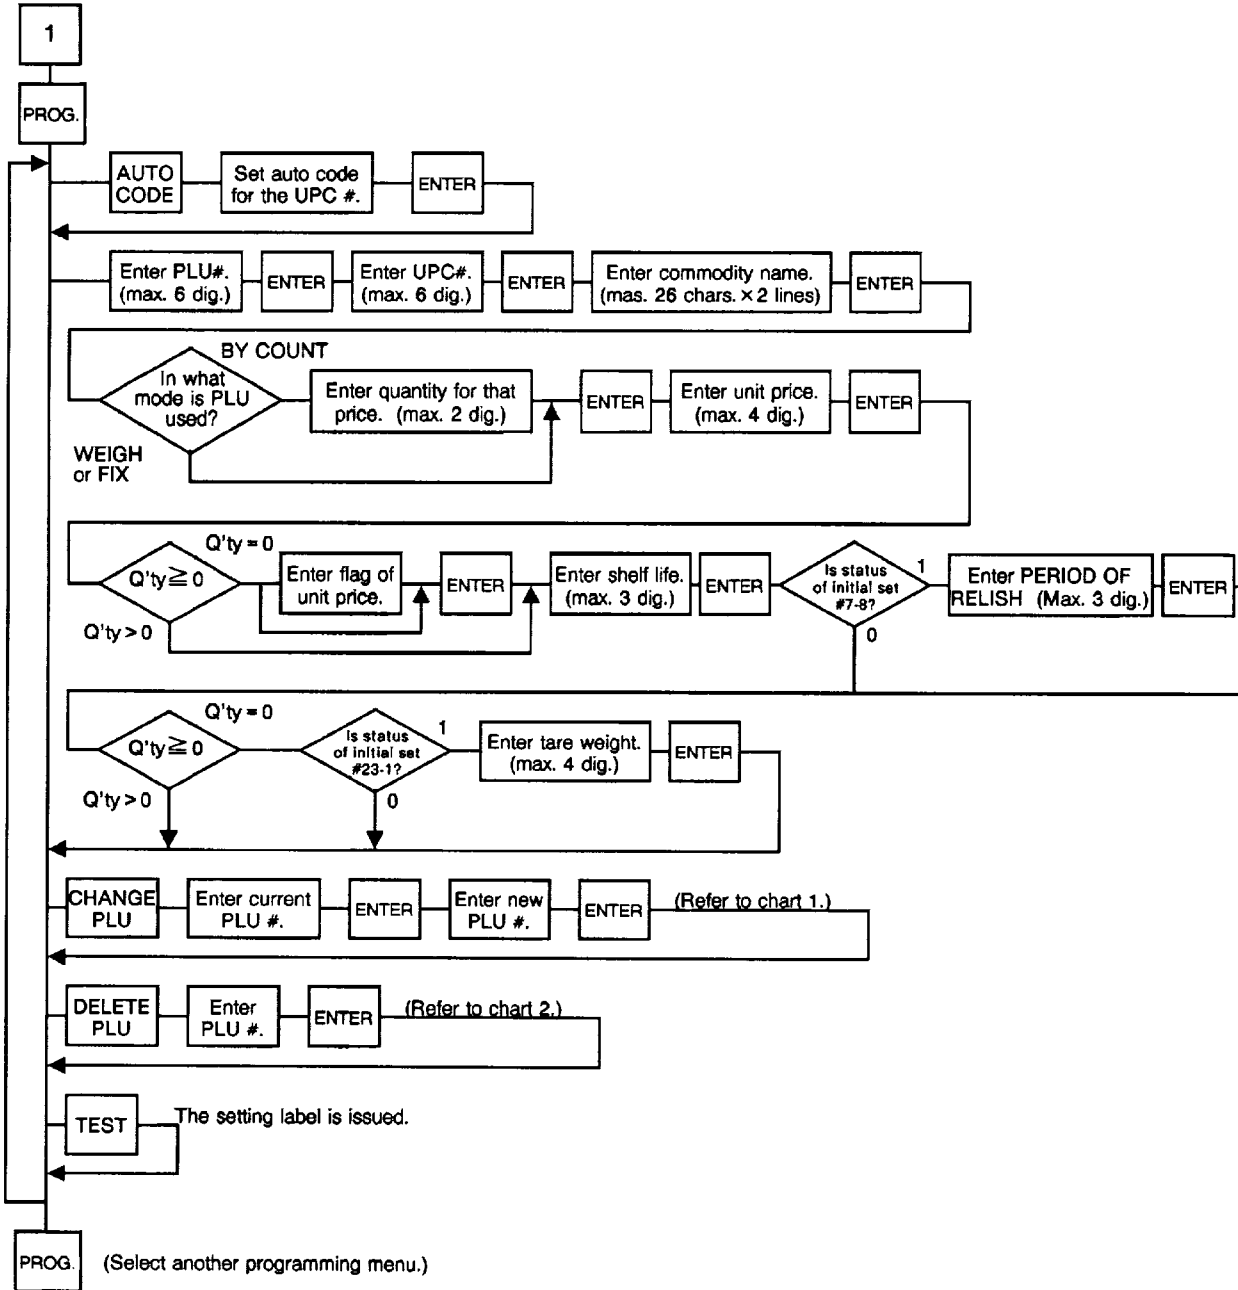 1
PROG.
AUTO
CODE
Set auto code
for the UPC #.
ENTER
Enter PLU#.
(max. 6 dig.)
ENTER
Enter UPC#.
(max. 6 dig.)
ENTER
Enter commodity name.
(mas. 26 chars. ×2 lines)
ENTER
BY COUNT
In what
mode is PLU
used?
WEIGH
or FIX
Enter quantity for that
price. (max. 2 dig.)
ENTER
Enter unit price.
(max. 4 dig.)
ENTER
Q'ty = 0
Q'ty ≧ 0
Q'ty > 0
Enter flag of
unit price.
ENTER
Enter shelf life.
(max. 3 dig.)
ENTER
Is status
of initial set
#7-8?
1
0
Enter PERIOD OF
RELISH (Max. 3 dig.)
ENTER
Q'ty = 0
Q'ty ≧ 0
Q'ty > 0
Is status
of initial set
#23-1?
1
0
Enter tare weight.
(max. 4 dig.)
ENTER
CHANGE
PLU
Enter current
PLU #.
ENTER
Enter new
PLU #.
ENTER
(Refer to chart 1.)
DELETE
PLU
Enter
PLU #.
ENTER
(Refer to chart 2.)
TEST
The setting label is issued.
PROG.
(Select another programming menu.)